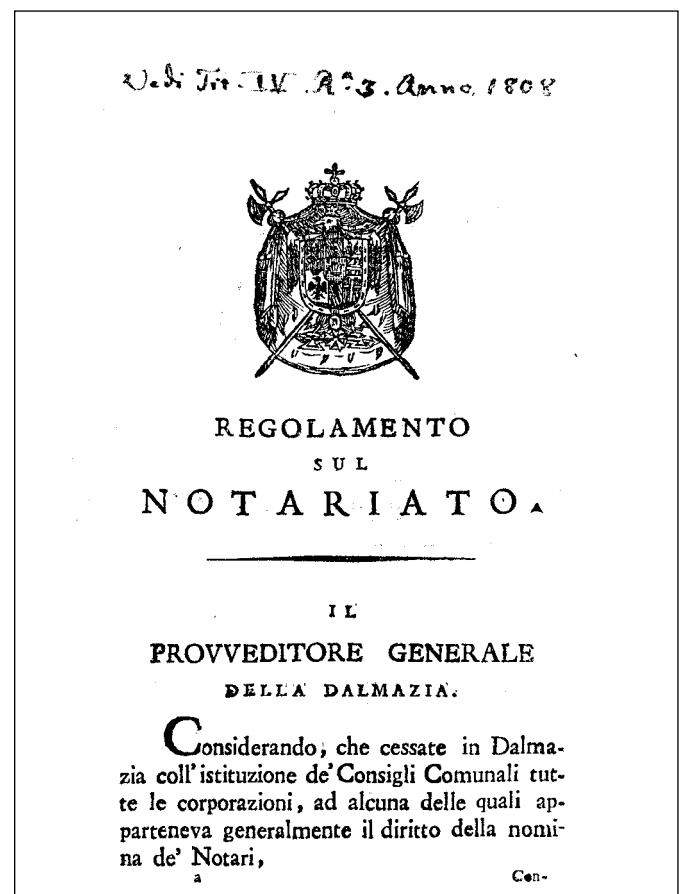 Vedi Tit. IV. Ra 3. Anno. 1808
REGOLAMENTO
SUL
NOTARIATO.
IL
PROVVEDITORE GENERALE
DELLA DALMAZIA.
Considerando, che cessate in Dalma-
zia coll'istituzione de' Consigli Comunali tut-
te le corporazioni, ad alcuna delle quali ap-
parteneva generalmente il diritto della nomi-
na de' Notari,
a Con-